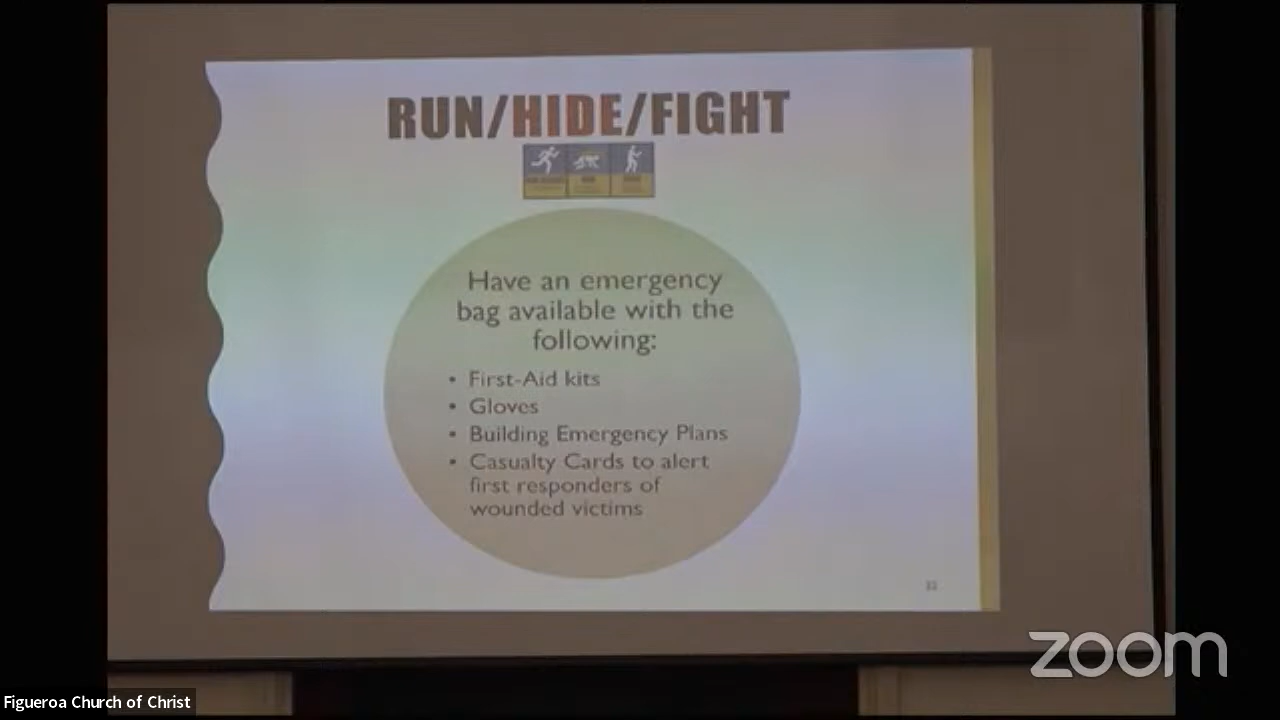 RUN/HIDE/FIGHT
Have an emergency
bag available with the
following:
• First-Aid kits
• Gloves
• Building Emergency Plans
• Casualty Cards to alert
first responders of
wounded victims
zoom
Figueroa Church of Christ